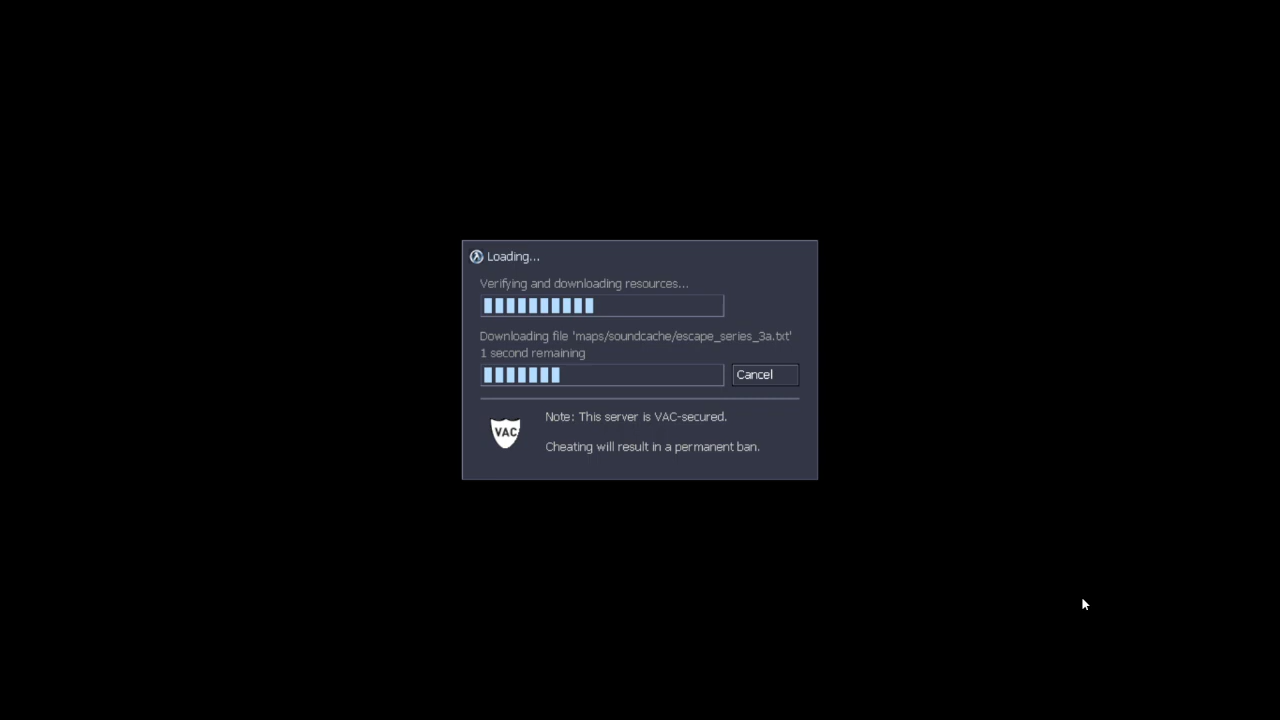 Loading...
Verifying and downloading resources...
Downloading file 'maps/soundcache/escape_series_3a.txt'
1 second remaining
Cancel
Note: This server is VAC-secured.
VAC
Cheating will result in a permanent ban.